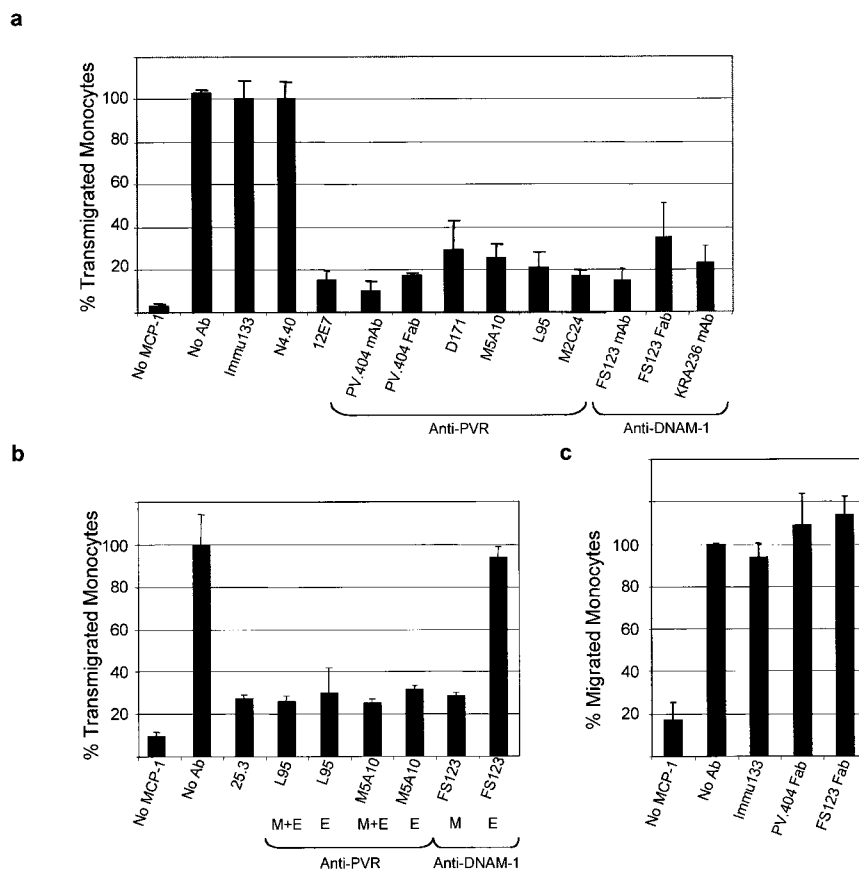 a
% Transmigrated Monocytes
100
80
60
40
20
No MCP-1
No Ab
Immu133
N4.40
12E7
PV.404 mAb
PV.404 Fab
D171
M5A10
L95
M2C24
FS123 mAb
FS123 Fab
KRA236 mAb
Anti-PVR
Anti-DNAM-1
b
% Transmigrated Monocytes
100
80
60
40
20
No MCP-1
No Ab
25.3
L95
L95
M5A10
M5A10
FS123
FS123
M+E
E
M+E
E
M
E
Anti-PVR
Anti-DNAM-1
c
% Migrated Monocytes
100
80
60
40
20
No MCP-1
No Ab
Immu133
PV.404 Fab
FS123 Fab